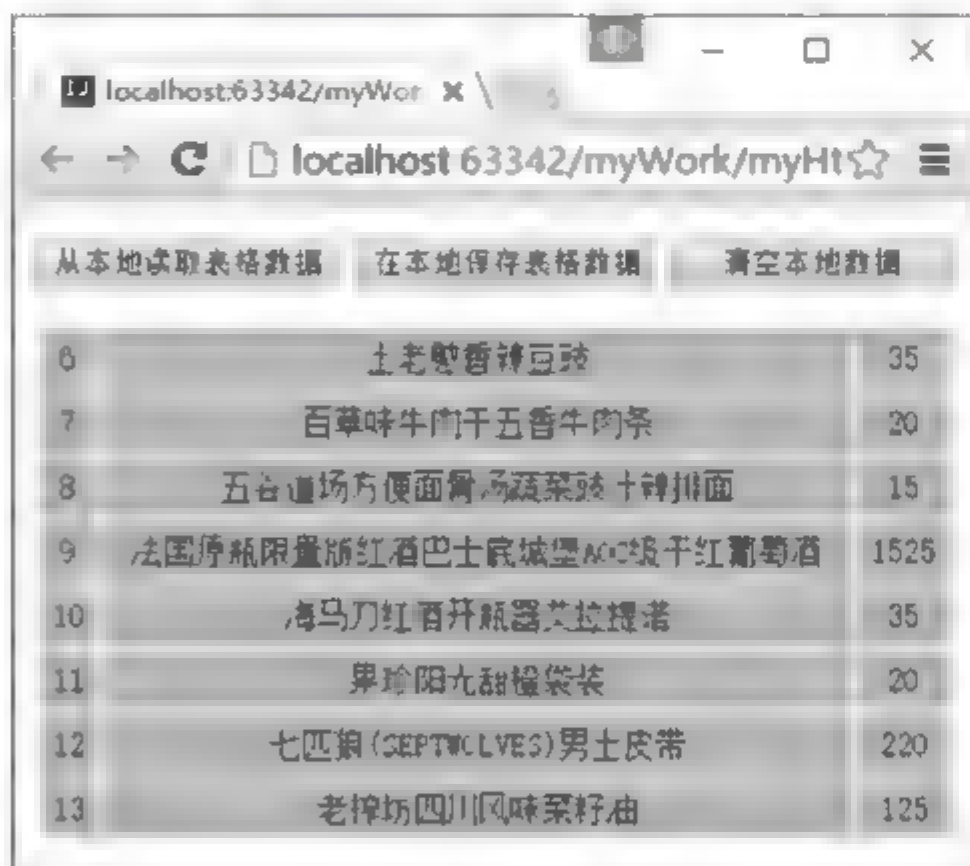 localhost:63342/myWor
localhost 63342/myWork/myHt
从本地读取表格数据 在本地保存表格数据 清空本地数据
6 土老憨香辣豆豉 35
7 百草味牛肉干五香牛肉条 20
8 五谷道场方便面骨汤蔬菜豉汁辣排面 15
9 法国原瓶限量版红酒巴士底城堡AOC级干红葡萄酒 1525
10 海马刀红酒开瓶器艾拉提诺 35
11 果珍阳光甜橙袋装 20
12 七匹狼(SEPTWOLVES)男士皮带 220
13 老榨坊四川风味菜籽油 125